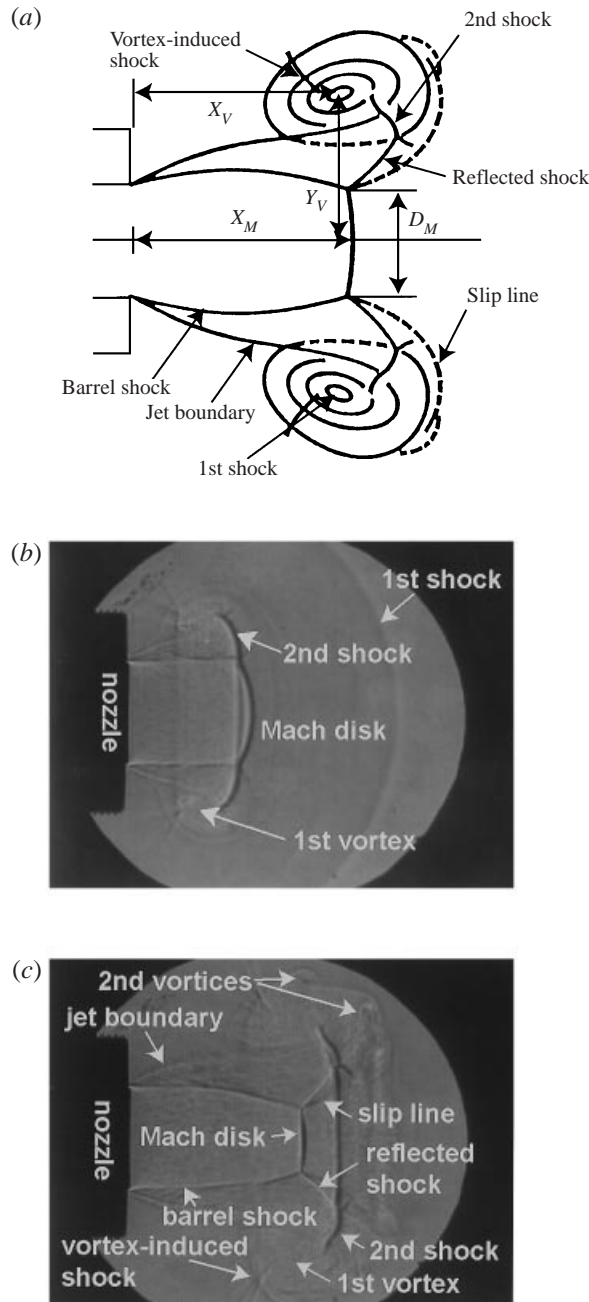 (a)
Vortex-induced
shock
2nd shock
X_V
Reflected shock
Y_V
X_M
D_M
Slip line
Barrel shock
Jet boundary
1st shock
(b)
1st shock
2nd shock
nozzle
Mach disk
1st vortex
(c)
2nd vortices
jet boundary
nozzle
slip line
Mach disk
reflected
shock
barrel shock
vortex-induced
shock
2nd shock
1st vortex